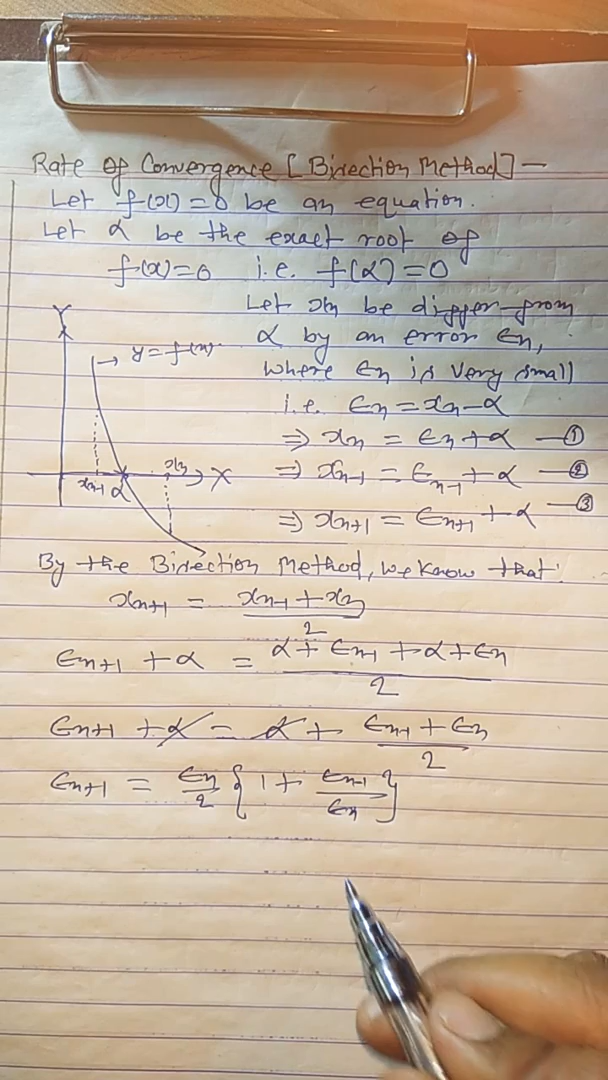 Rate of Convergence [Bisection Method] —
Let f(x) = 0 be an equation.
Let α be the exact root of
f(x) = 0 i.e. f(α) = 0
Let xn be differ from
α by an error ϵn,
where ϵn is very small
i.e. ϵn = xn - α
⇒ xn = ϵn + α — ①
⇒ xn-1 = ϵn-1 + α — ②
⇒ xn+1 = ϵn+1 + α — ③
Y
→ y = f(x).
xn-1 α xn X
By the Bisection Method, we know that:
xn+1 = (xn-1 + xn)/2
ϵn+1 + α = (α + ϵn-1 + α + ϵn)/2
ϵn+1 + α = α + (ϵn-1 + ϵn)/2
ϵn+1 = ϵn/2 {1 + ϵn-1/ϵn}